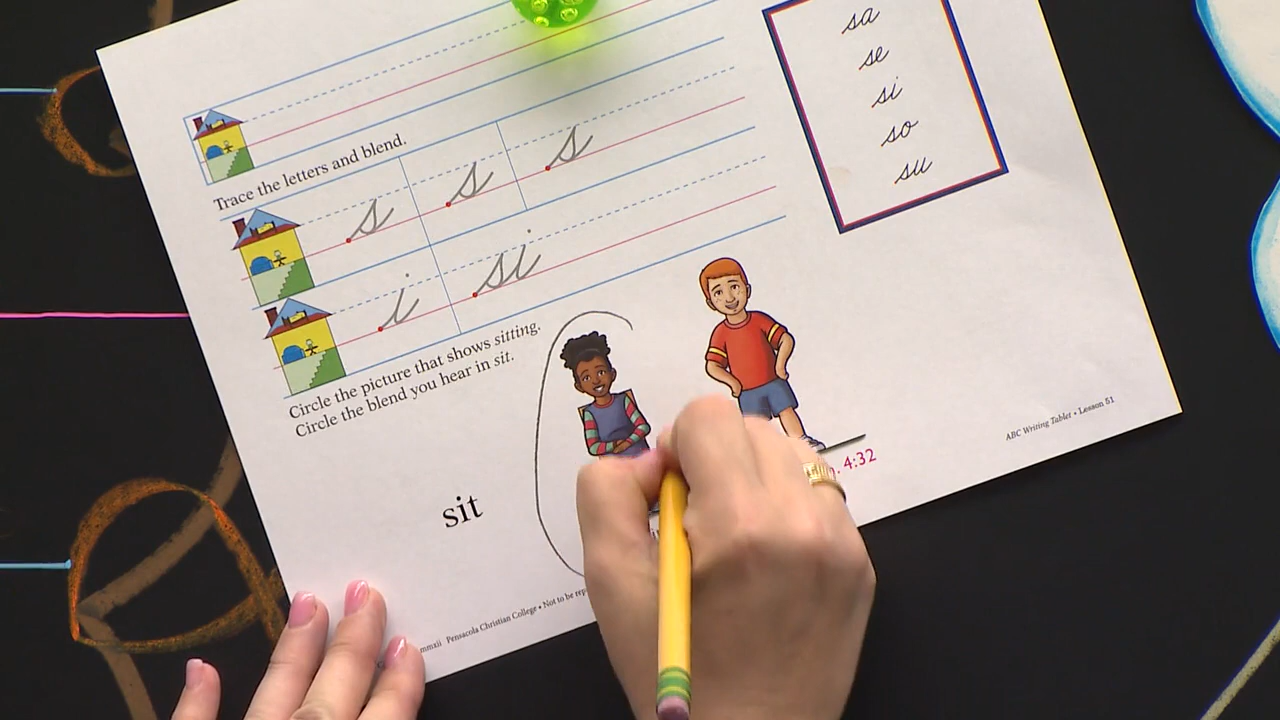 sa
se
si
so
su
Trace the letters and blend.
s s s
i si
Circle the picture that shows sitting.
Circle the blend you hear in sit.
sit
4:32
ABC Writing Tablet • Lesson 51
mmxii Pensacola Christian College • Not to be